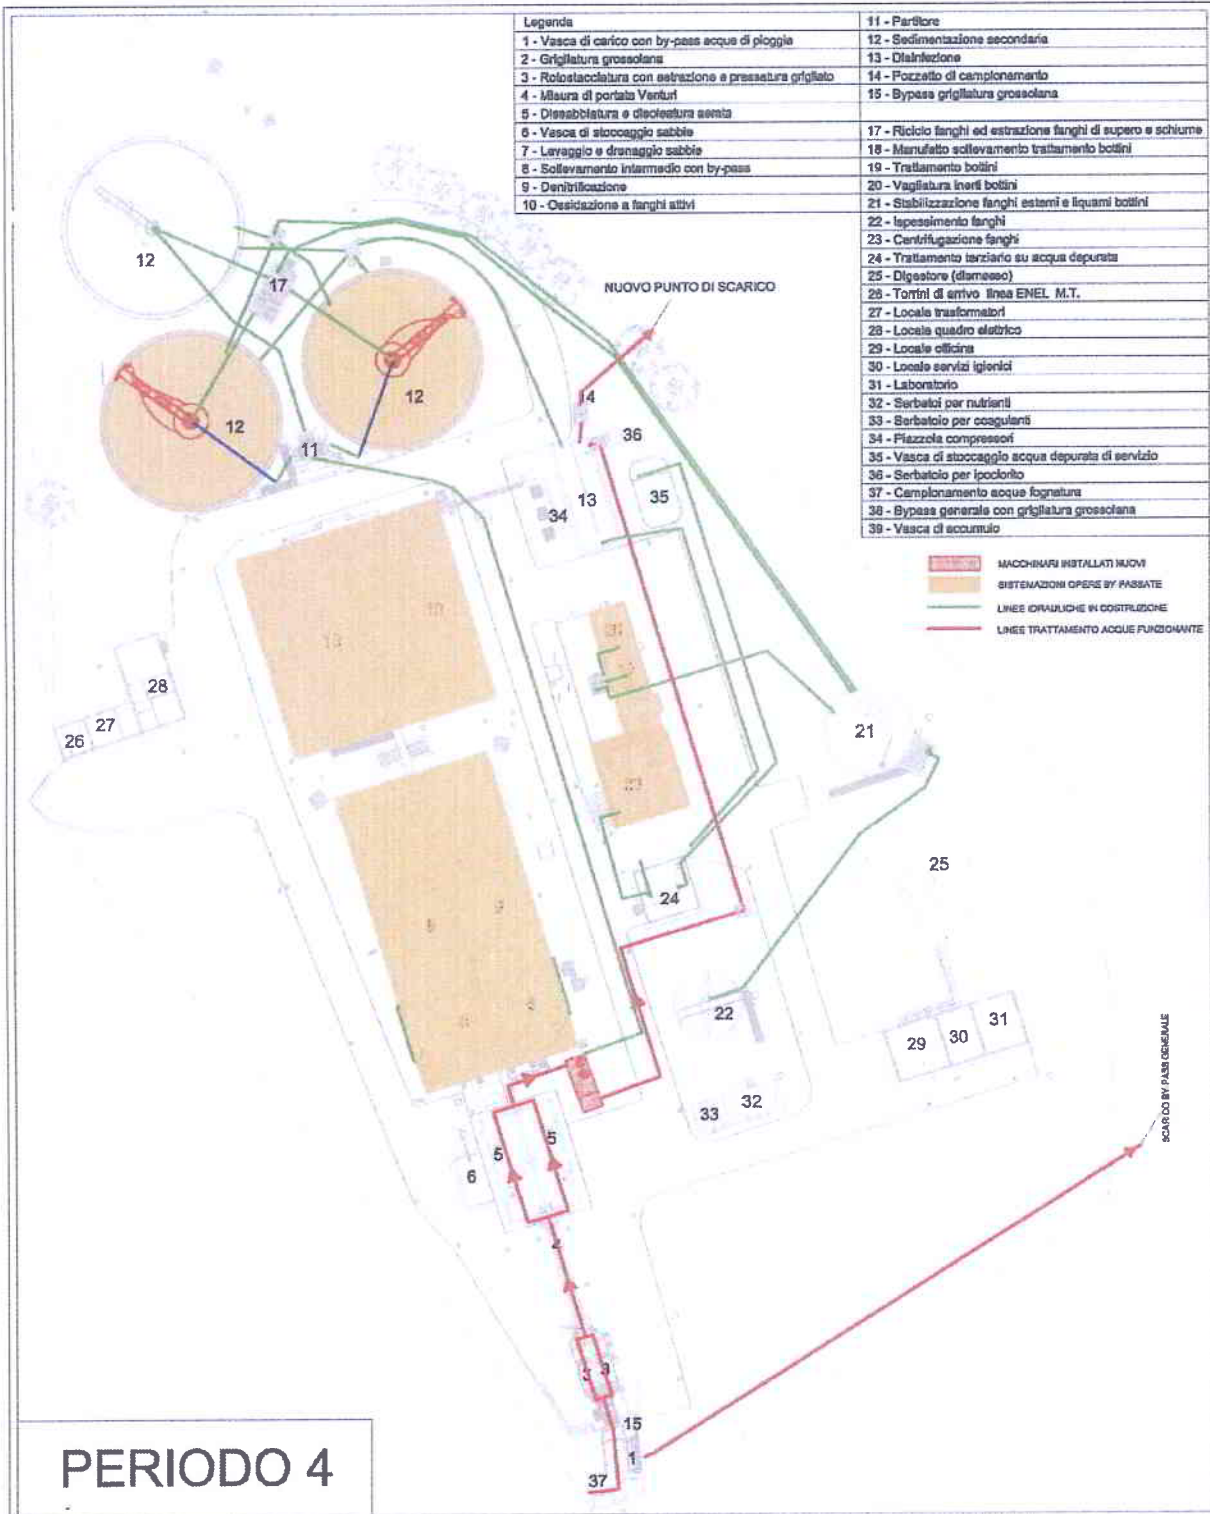 Legenda
1 - Vasca di carico con by-pass acque di pioggia
2 - Grigliatura grossolana
3 - Rotostacciatura con estrazione e pressatura grigliato
4 - Misura di portata Venturi
5 - Dissabbiatura e disoleatura aerata
6 - Vasca di stoccaggio sabbie
7 - Lavaggio e drenaggio sabbie
8 - Sollevamento intermedio con by-pass
9 - Denitrificazione
10 - Ossidazione a fanghi attivi
11 - Partitore
12 - Sedimentazione secondaria
13 - Disinfezione
14 - Pozzetto di campionamento
15 - Bypass grigliatura grossolana
17 - Riciclo fanghi ed estrazione fanghi di supero e schiume
18 - Manufatto sollevamento trattamento bottini
19 - Trattamento bottini
20 - Vagliatura inerti bottini
21 - Stabilizzazione fanghi esterni e liquami bottini
22 - Ispessimento fanghi
23 - Centrifugazione fanghi
24 - Trattamento terziario su acqua depurata
25 - Digestore (dismesso)
26 - Torrini di arrivo linea ENEL M.T.
27 - Locale trasformatori
28 - Locale quadro elettrico
29 - Locale officina
30 - Locale servizi igienici
31 - Laboratorio
32 - Serbatoi per nutrienti
33 - Serbatoio per coagulanti
34 - Piazzola compressori
35 - Vasca di stoccaggio acqua depurata di servizio
36 - Serbatoio per ipoclorito
37 - Campionamento acque fognatura
38 - Bypass generale con grigliatura grossolana
39 - Vasca di accumulo
MACCHINARI INSTALLATI NUOVI
SISTEMAZIONI OPERE BY PASSATE
LINEE IDRAULICHE IN COSTRUZIONE
LINEE TRATTAMENTO ACQUE FUNZIONANTE
NUOVO PUNTO DI SCARICO
12
17
12
12
14
11
36
13
35
34
10
10
28
27
26
21
23
25
24
9
22
29
30
31
33
32
5
5
6
2
3
3
15
1
37
SCARICO BY PASS GENERALE
PERIODO 4